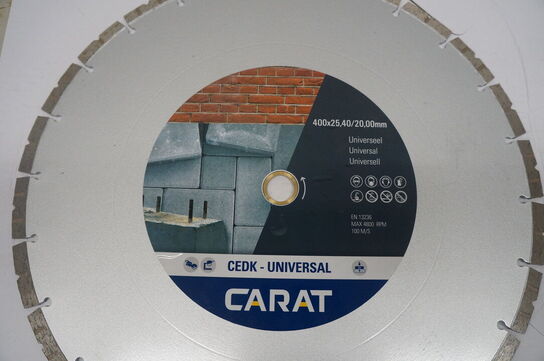 400x25,40/20,00mm
Universeel
Universal
Universell
EN 13236
MAX 4800 RPM
100 M/S
CEDK - UNIVERSAL
CARAT